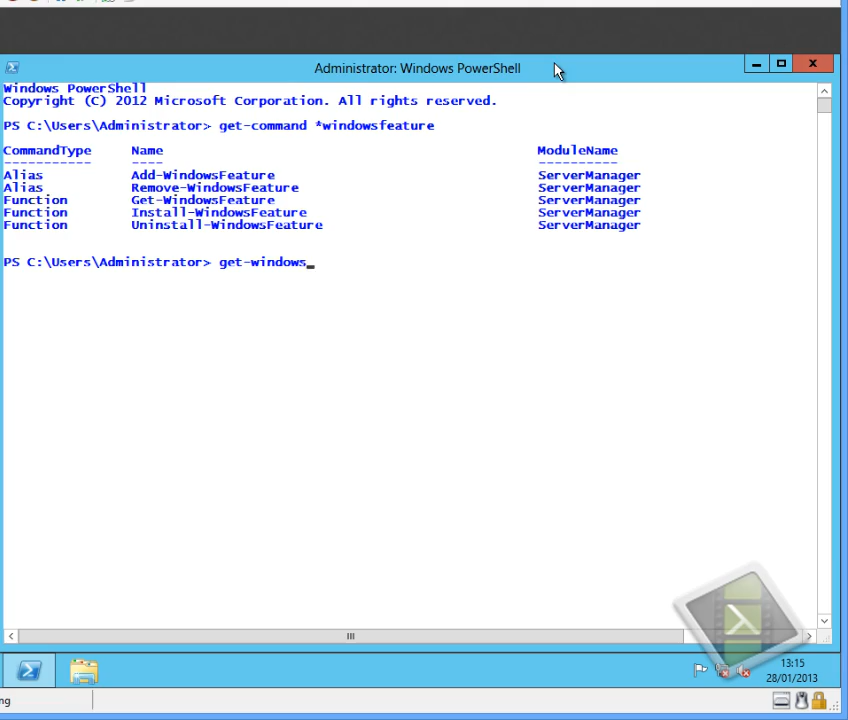 Administrator: Windows PowerShell
Windows PowerShell
Copyright (C) 2012 Microsoft Corporation. All rights reserved.
PS C:\Users\Administrator> get-command *windowsfeature
CommandType Name ModuleName
----------- ---- ----------
Alias Add-WindowsFeature ServerManager
Alias Remove-WindowsFeature ServerManager
Function Get-WindowsFeature ServerManager
Function Install-WindowsFeature ServerManager
Function Uninstall-WindowsFeature ServerManager
PS C:\Users\Administrator> get-windows_
13:15
28/01/2013
ng